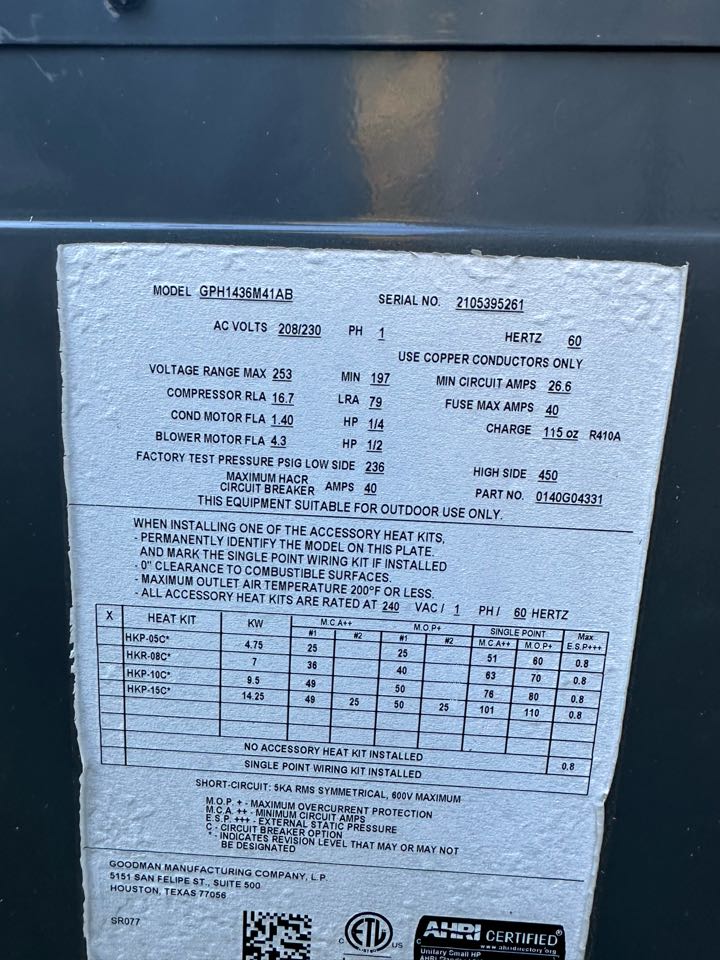 MODEL GPH1436M41AB SERIAL NO. 2105395261
AC VOLTS 208/230 PH 1 HERTZ 60
USE COPPER CONDUCTORS ONLY
VOLTAGE RANGE MAX 253 MIN 197 MIN CIRCUIT AMPS 26.6
COMPRESSOR RLA 16.7 LRA 79 FUSE MAX AMPS 40
COND MOTOR FLA 1.40 HP 1/4 CHARGE 115 oz R410A
BLOWER MOTOR FLA 4.3 HP 1/2
FACTORY TEST PRESSURE PSIG LOW SIDE 236 HIGH SIDE 450
MAXIMUM HACR
CIRCUIT BREAKER AMPS 40 PART NO. 0140G04331
THIS EQUIPMENT SUITABLE FOR OUTDOOR USE ONLY.
WHEN INSTALLING ONE OF THE ACCESSORY HEAT KITS,
- PERMANENTLY IDENTIFY THE MODEL ON THIS PLATE.
AND MARK THE SINGLE POINT WIRING KIT IF INSTALLED
- 0" CLEARANCE TO COMBUSTIBLE SURFACES.
- MAXIMUM OUTLET AIR TEMPERATURE 200°F OR LESS.
- ALL ACCESSORY HEAT KITS ARE RATED AT 240 VAC / 1 PH / 60 HERTZ
X HEAT KIT KW M.C.A++ M.O.P+ SINGLE POINT Max
#1 #2 #1 #2 M.C.A++ M.O.P+ E.S.P+++
HKP-05C* 4.75 25 25 51 60 0.8
HKR-08C* 7 36 40 63 70 0.8
HKP-10C* 9.5 49 50 76 80 0.8
HKP-15C* 14.25 49 25 50 25 101 110 0.8
NO ACCESSORY HEAT KIT INSTALLED
SINGLE POINT WIRING KIT INSTALLED 0.8
SHORT-CIRCUIT: 5KA RMS SYMMETRICAL, 600V MAXIMUM
M.O.P + - MAXIMUM OVERCURRENT PROTECTION
M.C.A. ++ - MINIMUM CIRCUIT AMPS
E.S.P. +++ - EXTERNAL STATIC PRESSURE
C - CIRCUIT BREAKER OPTION
* - INDICATES REVISION LEVEL THAT MAY OR MAY NOT
BE DESIGNATED
GOODMAN MANUFACTURING COMPANY, L.P.
5151 SAN FELIPE ST., SUITE 500
HOUSTON, TEXAS 77056
SR077
C ETL US
C AHRI CERTIFIED®
www.ahridirectory.org
Unitary Small HP